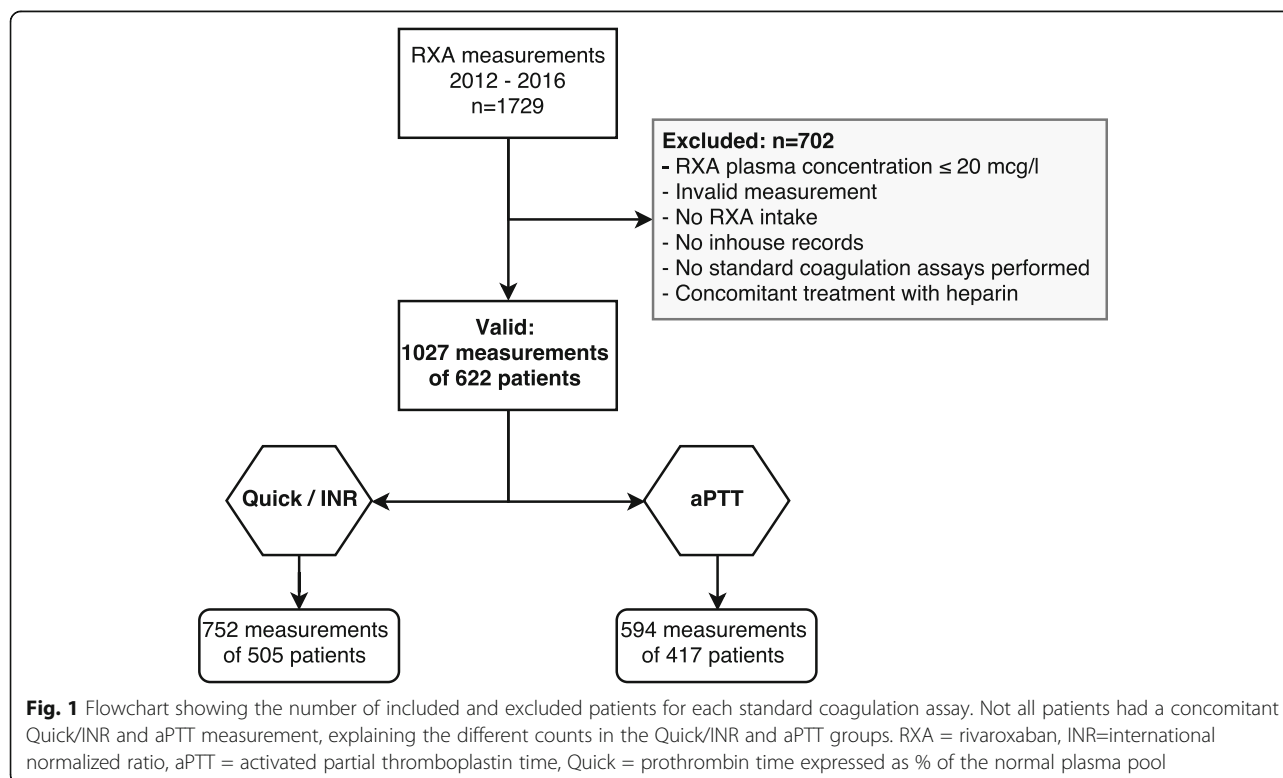 RXA measurements
2012 - 2016
n=1729
Excluded: n=702
- RXA plasma concentration ≤ 20 mcg/l
- Invalid measurement
- No RXA intake
- No inhouse records
- No standard coagulation assays performed
- Concomitant treatment with heparin
Valid:
1027 measurements
of 622 patients
Quick / INR
aPTT
752 measurements
of 505 patients
594 measurements
of 417 patients
Fig. 1 Flowchart showing the number of included and excluded patients for each standard coagulation assay. Not all patients had a concomitant
Quick/INR and aPTT measurement, explaining the different counts in the Quick/INR and aPTT groups. RXA = rivaroxaban, INR=international
normalized ratio, aPTT = activated partial thromboplastin time, Quick = prothrombin time expressed as % of the normal plasma pool